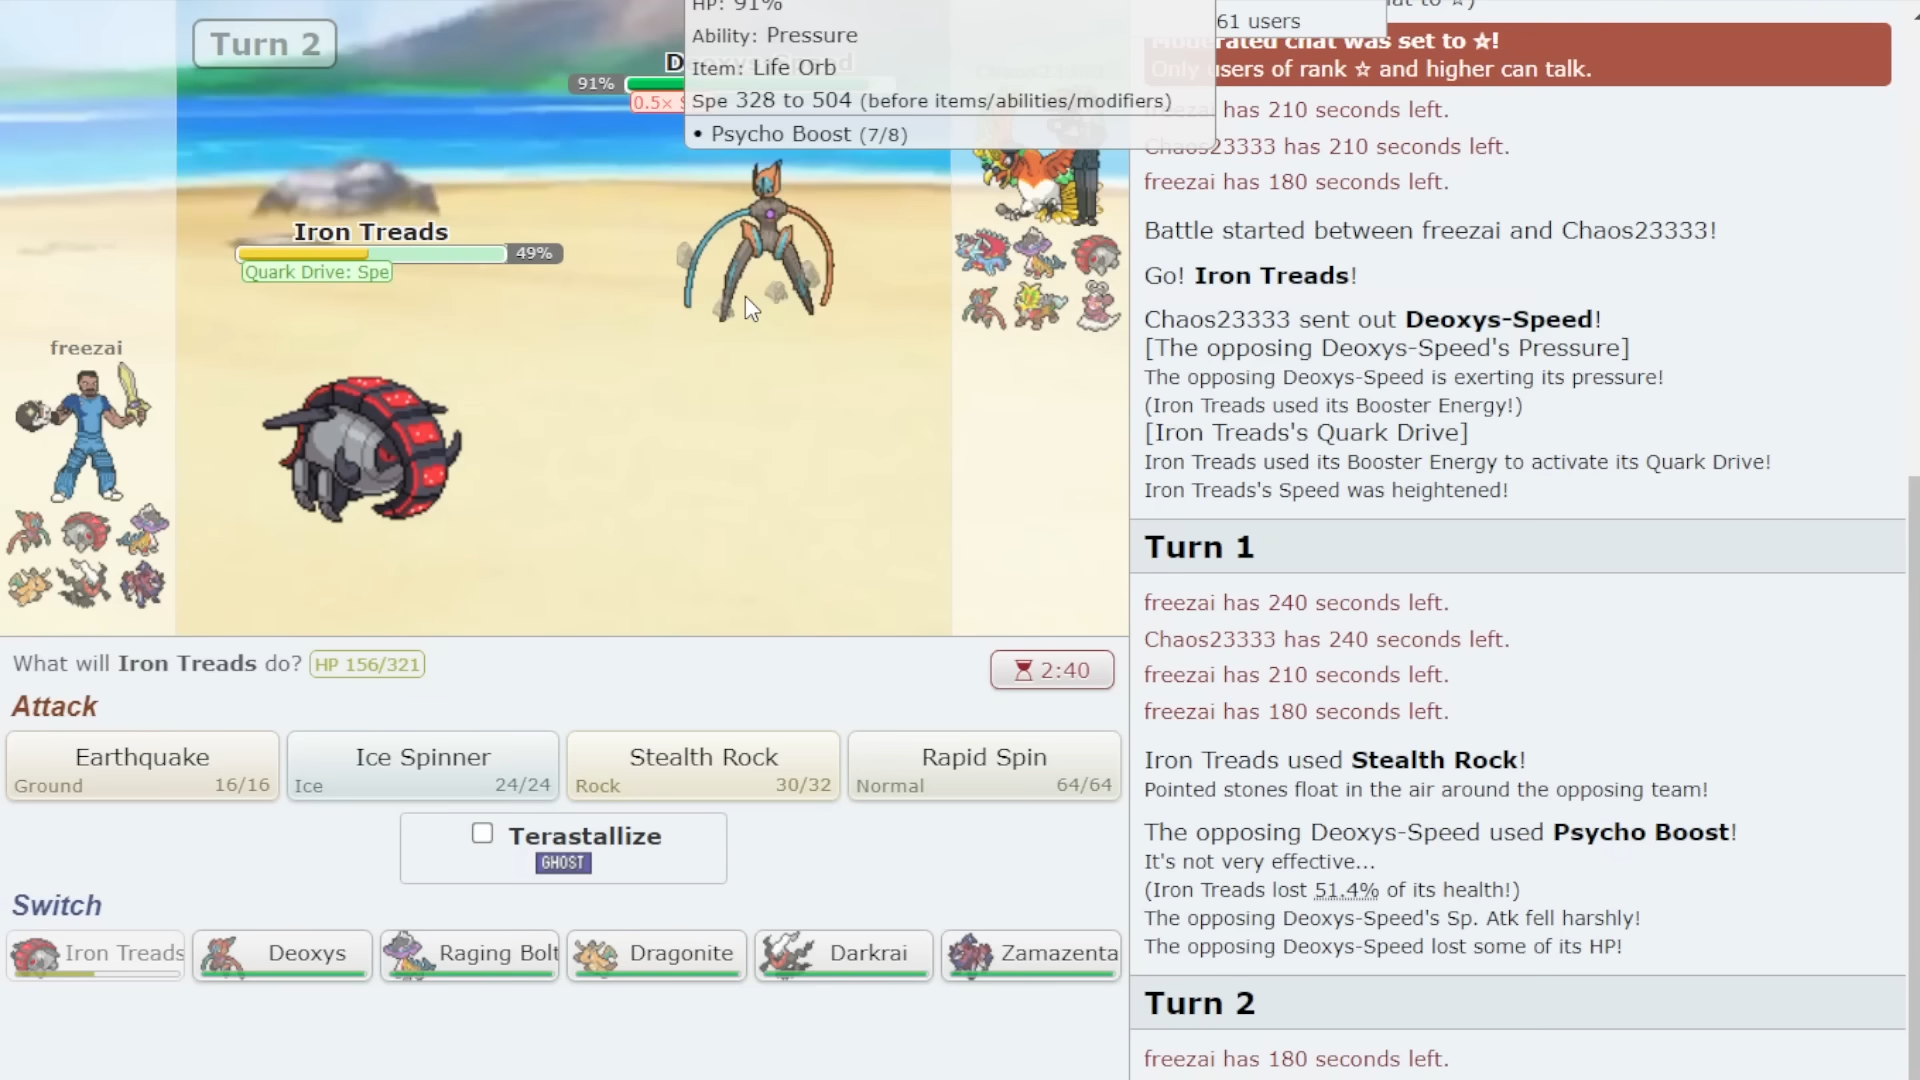 Turn 2
HP: 91%
Ability: Pressure
Item: Life Orb
Spe 328 to 504 (before items/abilities/modifiers)
• Psycho Boost (7/8)
91%
0.5×
Iron Treads
49%
Quark Drive: Spe
freezai
What will Iron Treads do? HP 156/321
2:40
Attack
Earthquake
Ground 16/16
Ice Spinner
Ice 24/24
Stealth Rock
Rock 30/32
Rapid Spin
Normal 64/64
Terastallize
GHOST
Switch
Iron Treads
Deoxys
Raging Bolt
Dragonite
Darkrai
Zamazenta
61 users
Moderated chat was set to ☆!
Only users of rank ☆ and higher can talk.
freezai has 210 seconds left.
Chaos23333 has 210 seconds left.
freezai has 180 seconds left.
Battle started between freezai and Chaos23333!
Go! Iron Treads!
Chaos23333 sent out Deoxys-Speed!
[The opposing Deoxys-Speed's Pressure]
The opposing Deoxys-Speed is exerting its pressure!
(Iron Treads used its Booster Energy!)
[Iron Treads's Quark Drive]
Iron Treads used its Booster Energy to activate its Quark Drive!
Iron Treads's Speed was heightened!
Turn 1
freezai has 240 seconds left.
Chaos23333 has 240 seconds left.
freezai has 210 seconds left.
freezai has 180 seconds left.
Iron Treads used Stealth Rock!
Pointed stones float in the air around the opposing team!
The opposing Deoxys-Speed used Psycho Boost!
It's not very effective...
(Iron Treads lost 51.4% of its health!)
The opposing Deoxys-Speed's Sp. Atk fell harshly!
The opposing Deoxys-Speed lost some of its HP!
Turn 2
freezai has 180 seconds left.